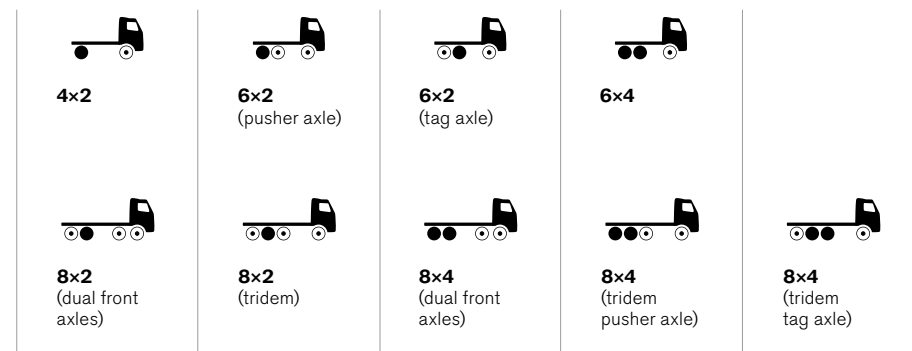 4×2
6×2
(pusher axle)
6×2
(tag axle)
6×4
8×2
(dual front
axles)
8×2
(tridem)
8×4
(dual front
axles)
8×4
(tridem
pusher axle)
8×4
(tridem
tag axle)